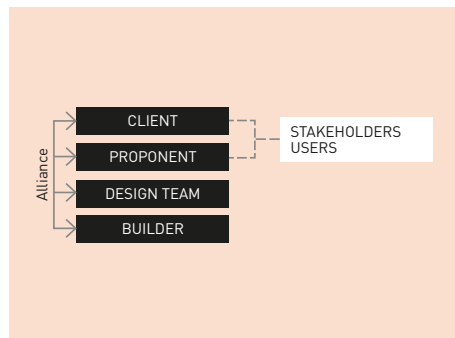 CLIENT
PROPONENT
DESIGN TEAM
BUILDER
Alliance
STAKEHOLDERS
USERS